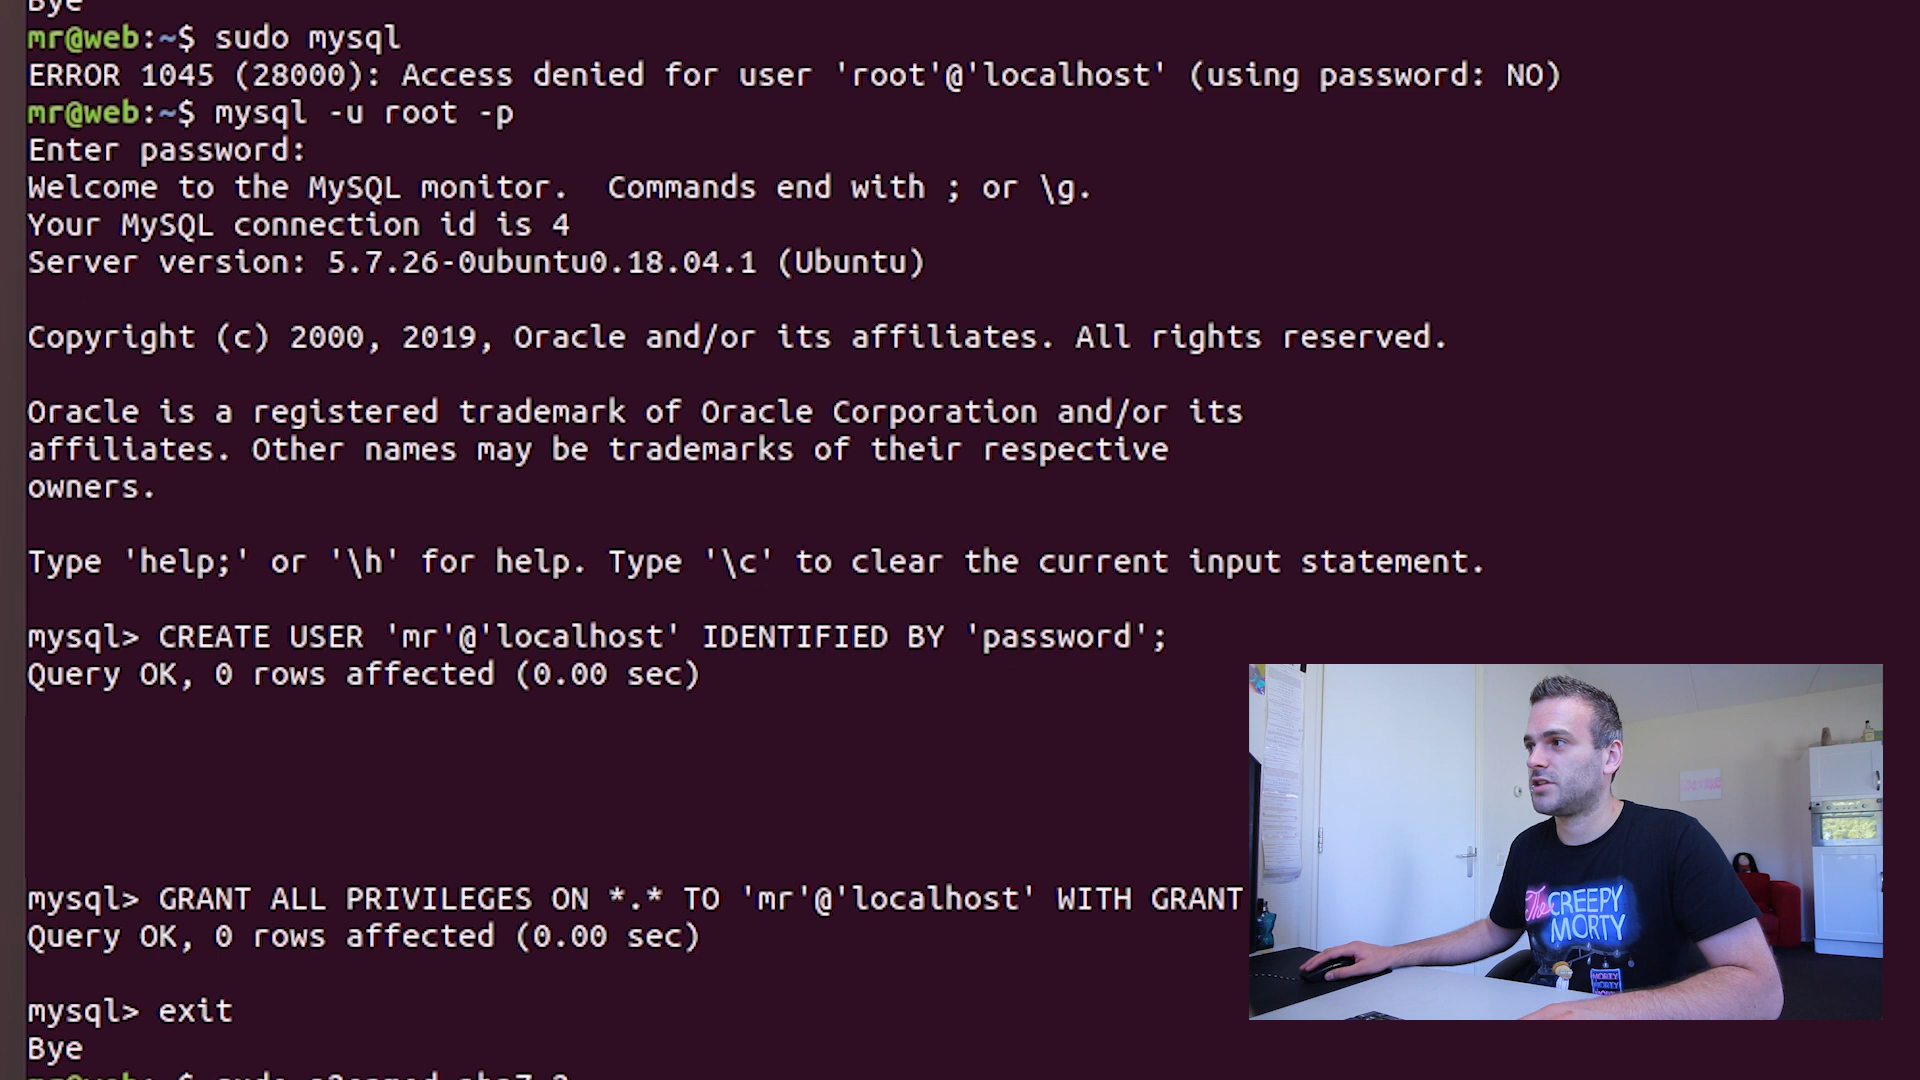 Bye
mr@web:~$ sudo mysql
ERROR 1045 (28000): Access denied for user 'root'@'localhost' (using password: NO)
mr@web:~$ mysql -u root -p
Enter password:
Welcome to the MySQL monitor.  Commands end with ; or \g.
Your MySQL connection id is 4
Server version: 5.7.26-0ubuntu0.18.04.1 (Ubuntu)
Copyright (c) 2000, 2019, Oracle and/or its affiliates. All rights reserved.
Oracle is a registered trademark of Oracle Corporation and/or its
affiliates. Other names may be trademarks of their respective
owners.
Type 'help;' or '\h' for help. Type '\c' to clear the current input statement.
mysql> CREATE USER 'mr'@'localhost' IDENTIFIED BY 'password';
Query OK, 0 rows affected (0.00 sec)
mysql> GRANT ALL PRIVILEGES ON *.* TO 'mr'@'localhost' WITH GRANT
Query OK, 0 rows affected (0.00 sec)
mysql> exit
Bye
The CREEPY
MORTY